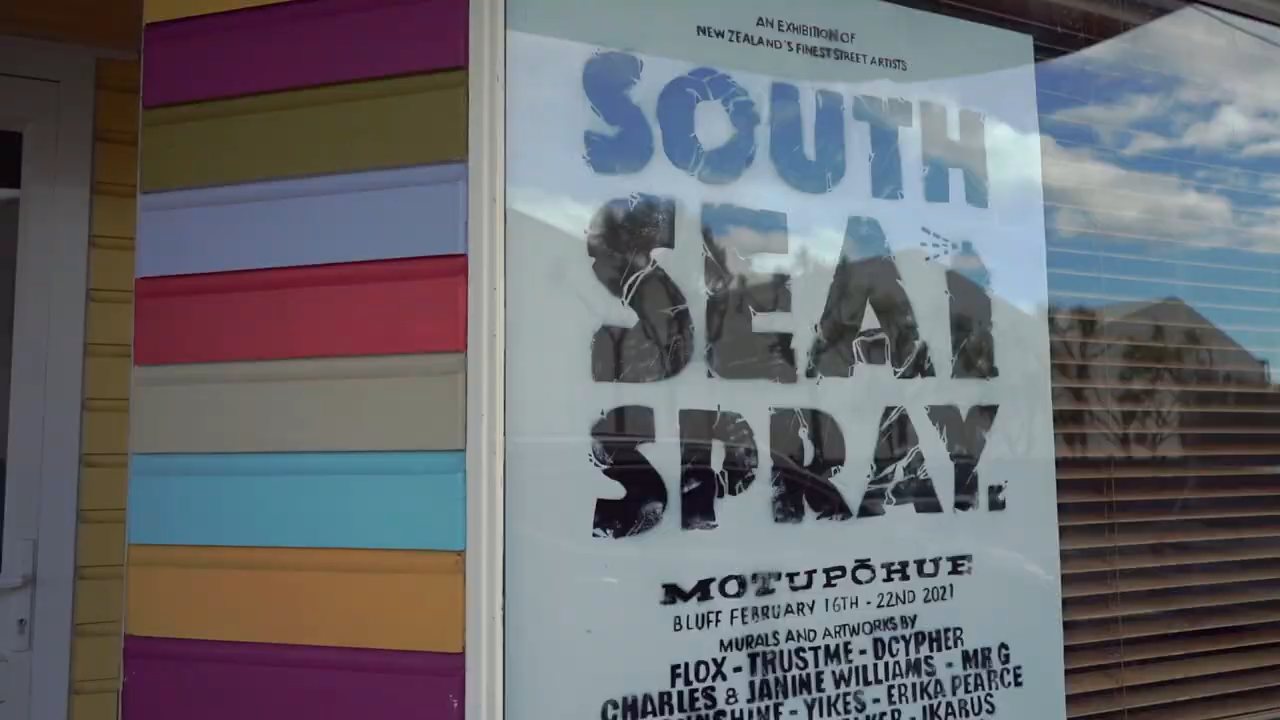 AN EXHIBITION OF
NEW ZEALAND'S FINEST STREET ARTISTS
SOUTH
SEA
SPRAY.
MOTUPŌHUE
BLUFF FEBRUARY 16TH - 22ND 2021
MURALS AND ARTWORKS BY
FLOX - TRUSTME - DCYPHER
CHARLES & JANINE WILLIAMS - MR G
- YIKES - ERIKA PEARCE
- IKARUS